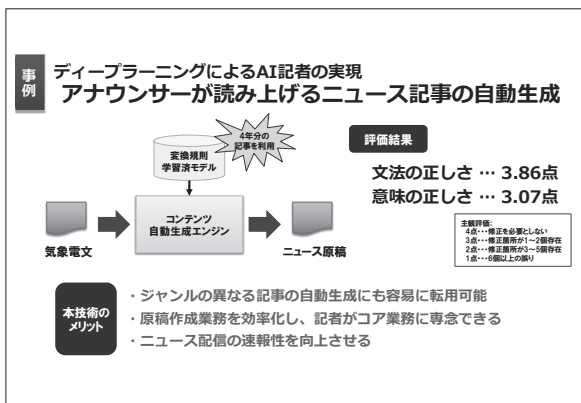 事例
ディープラーニングによるAI記者の実現
アナウンサーが読み上げるニュース記事の自動生成
4年分の
記事を利用
変換規則
学習済モデル
コンテンツ
自動生成エンジン
気象電文
ニュース原稿
評価結果
文法の正しさ … 3.86点
意味の正しさ … 3.07点
主観評価:
4点・・・修正を必要としない
3点・・・修正箇所が1~2個存在
2点・・・修正箇所が3~5個存在
1点・・・6個以上の誤り
本技術の
メリット
・ジャンルの異なる記事の自動生成にも容易に転用可能
・原稿作成業務を効率化し、記者がコア業務に専念できる
・ニュース配信の速報性を向上させる